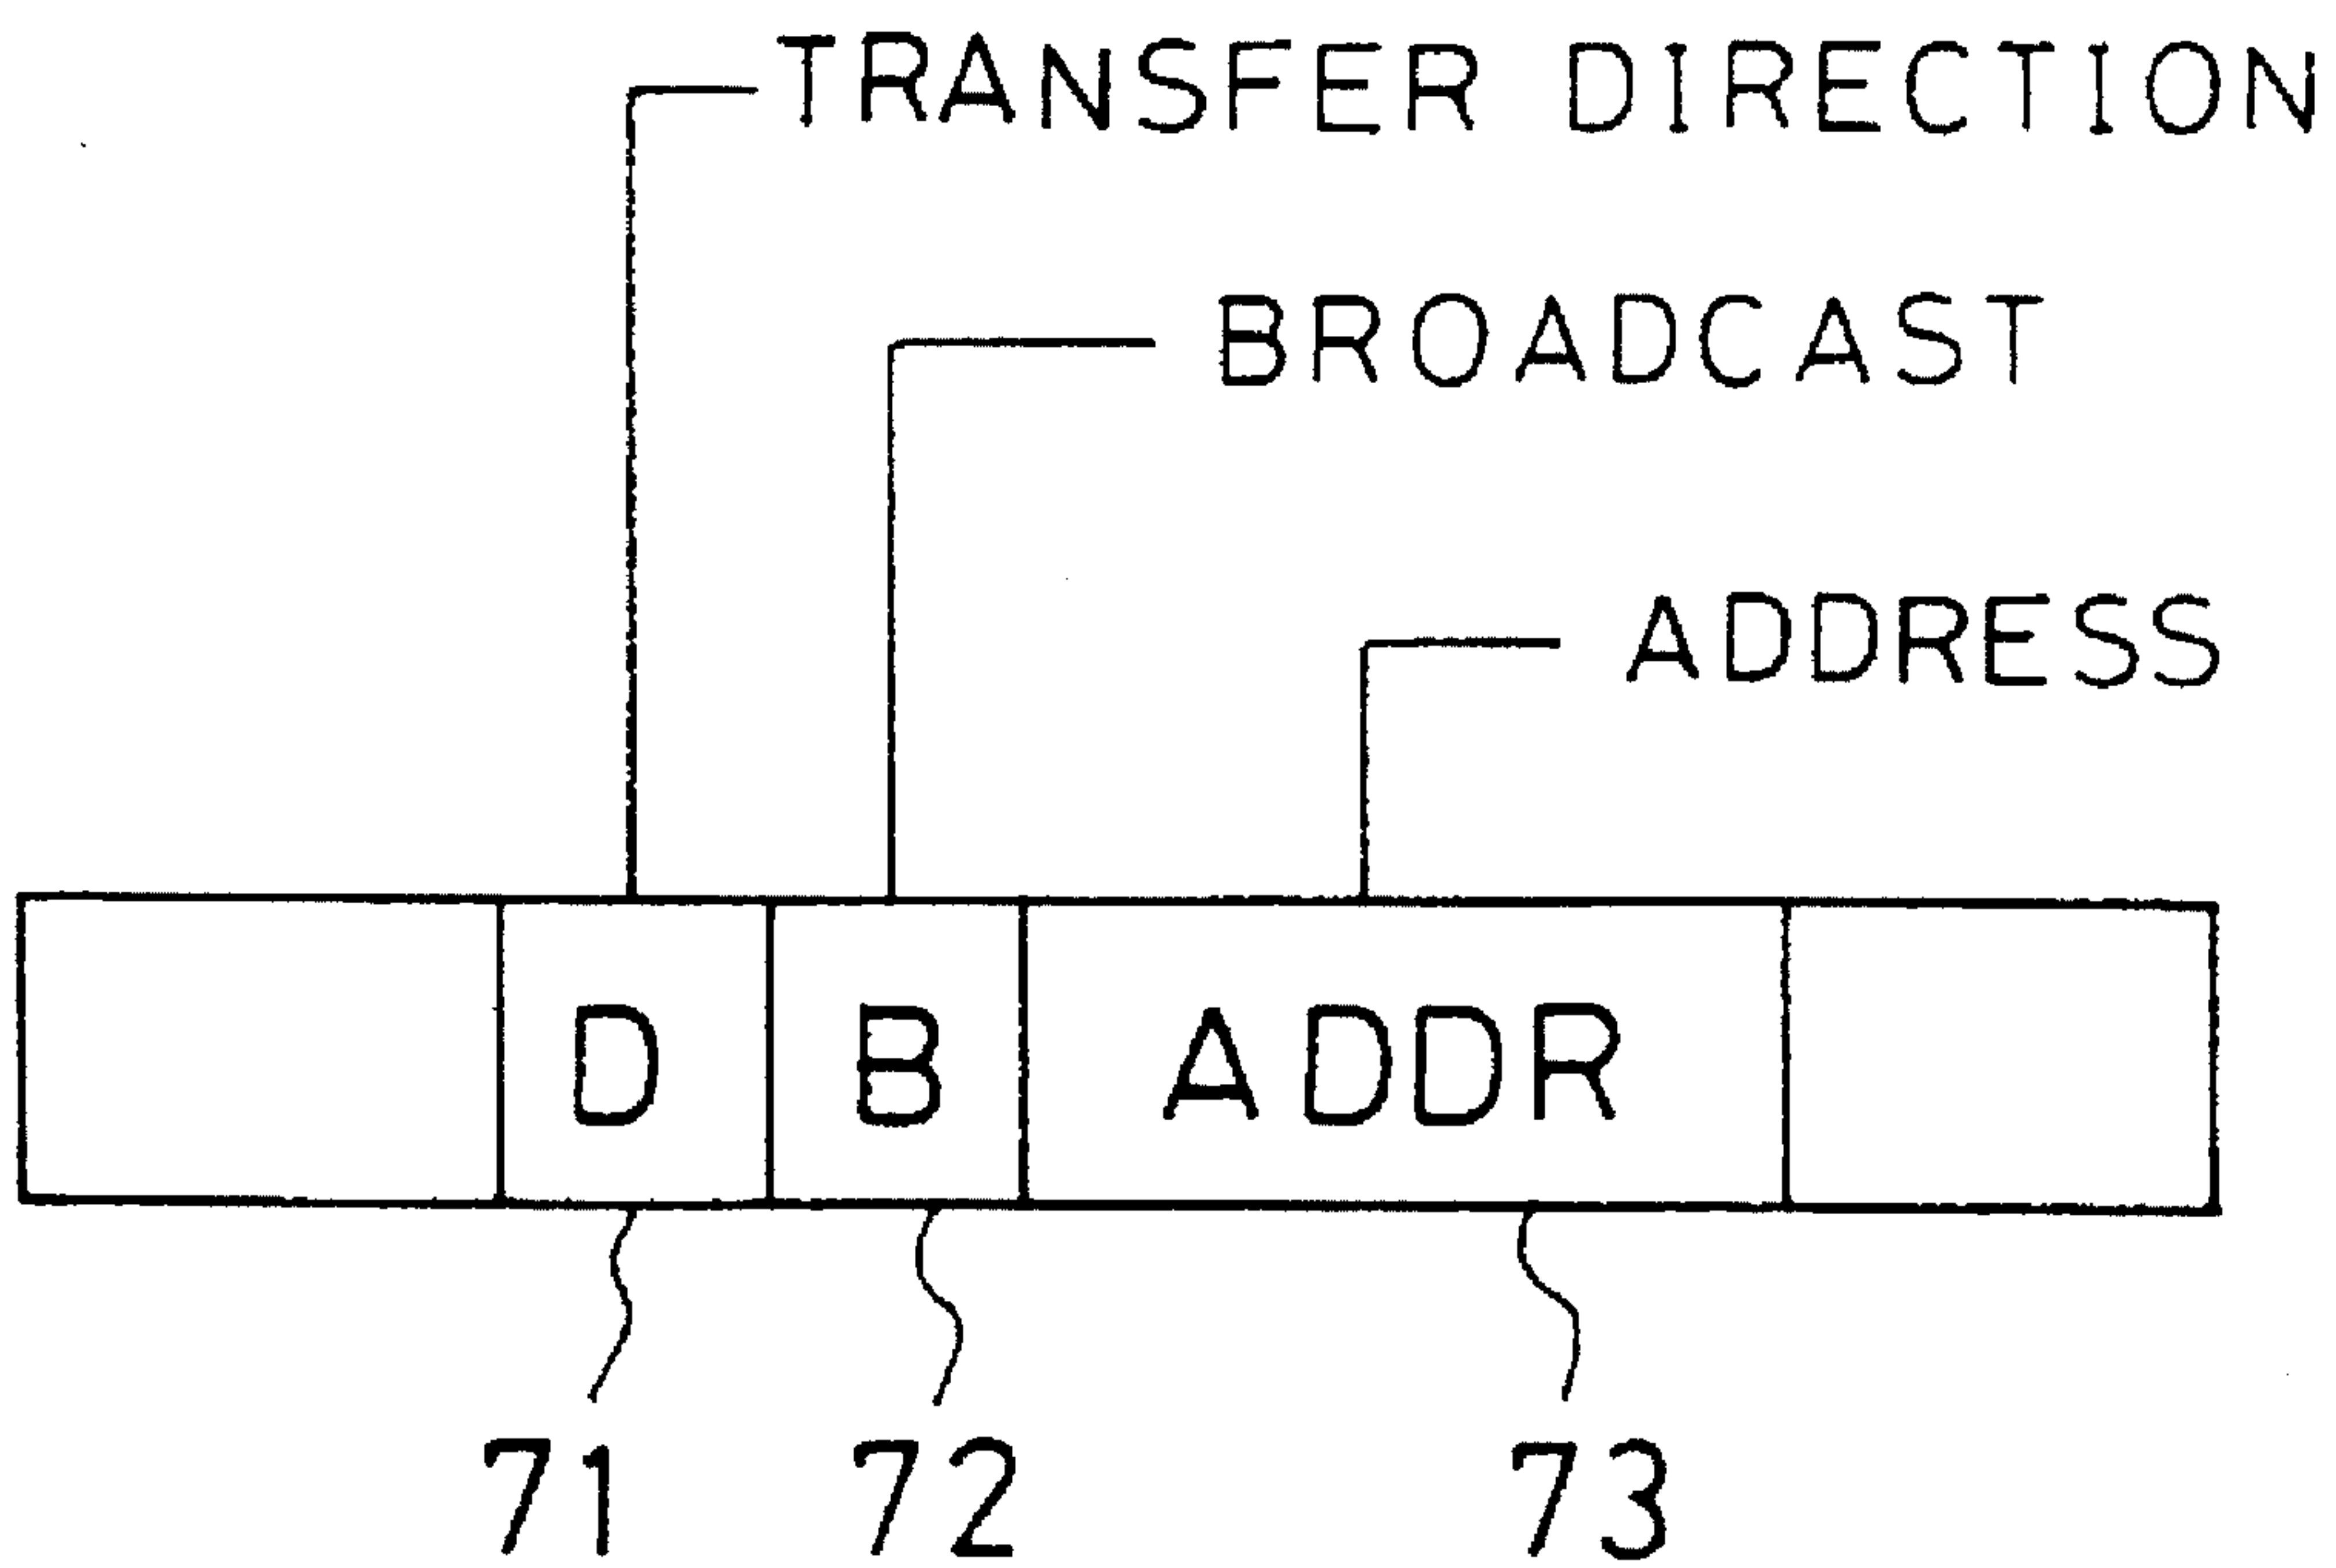 TRANSFER DIRECTION
BROADCAST
ADDRESS
D B ADDR
71 72 73